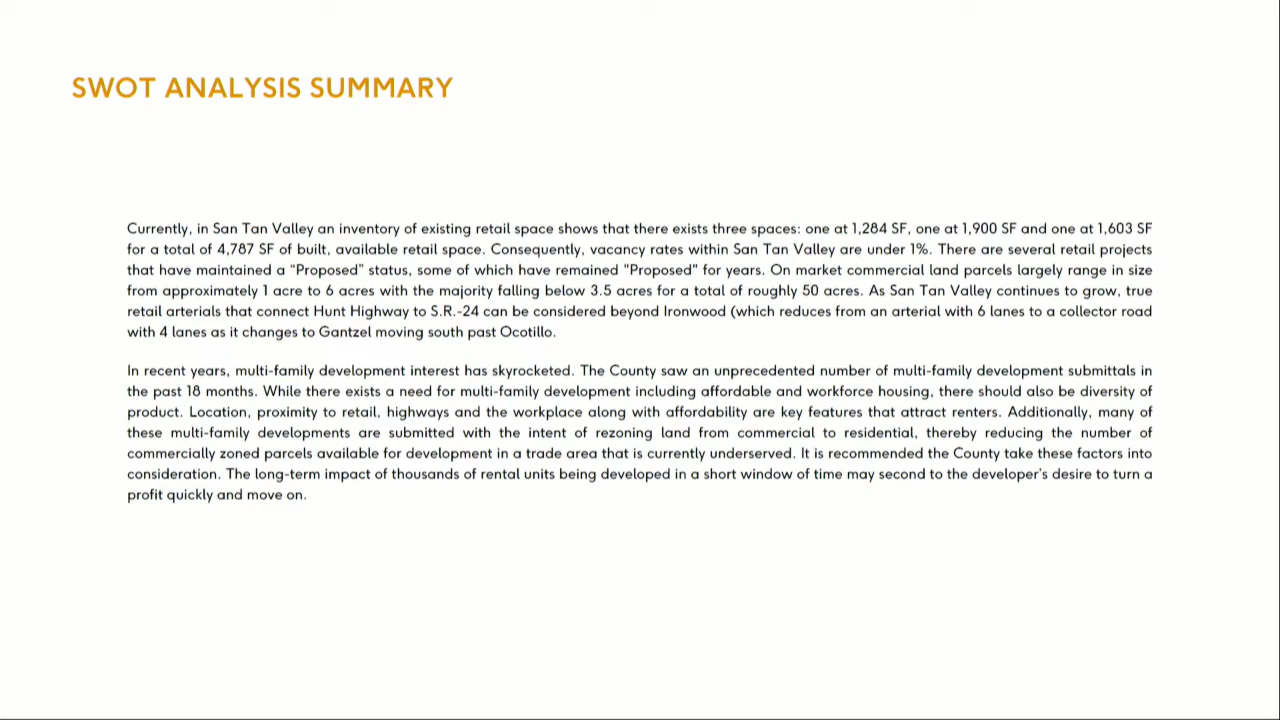 SWOT ANALYSIS SUMMARY
Currently, in San Tan Valley an inventory of existing retail space shows that there exists three spaces: one at 1,284 SF, one at 1,900 SF and one at 1,603 SF
for a total of 4,787 SF of built, available retail space. Consequently, vacancy rates within San Tan Valley are under 1%. There are several retail projects
that have maintained a "Proposed" status, some of which have remained "Proposed" for years. On market commercial land parcels largely range in size
from approximately 1 acre to 6 acres with the majority falling below 3.5 acres for a total of roughly 50 acres. As San Tan Valley continues to grow, true
retail arterials that connect Hunt Highway to S.R.-24 can be considered beyond Ironwood (which reduces from an arterial with 6 lanes to a collector road
with 4 lanes as it changes to Gantzel moving south past Ocotillo.
In recent years, multi-family development interest has skyrocketed. The County saw an unprecedented number of multi-family development submittals in
the past 18 months. While there exists a need for multi-family development including affordable and workforce housing, there should also be diversity of
product. Location, proximity to retail, highways and the workplace along with affordability are key features that attract renters. Additionally, many of
these multi-family developments are submitted with the intent of rezoning land from commercial to residential, thereby reducing the number of
commercially zoned parcels available for development in a trade area that is currently underserved. It is recommended the County take these factors into
consideration. The long-term impact of thousands of rental units being developed in a short window of time may second to the developer's desire to turn a
profit quickly and move on.